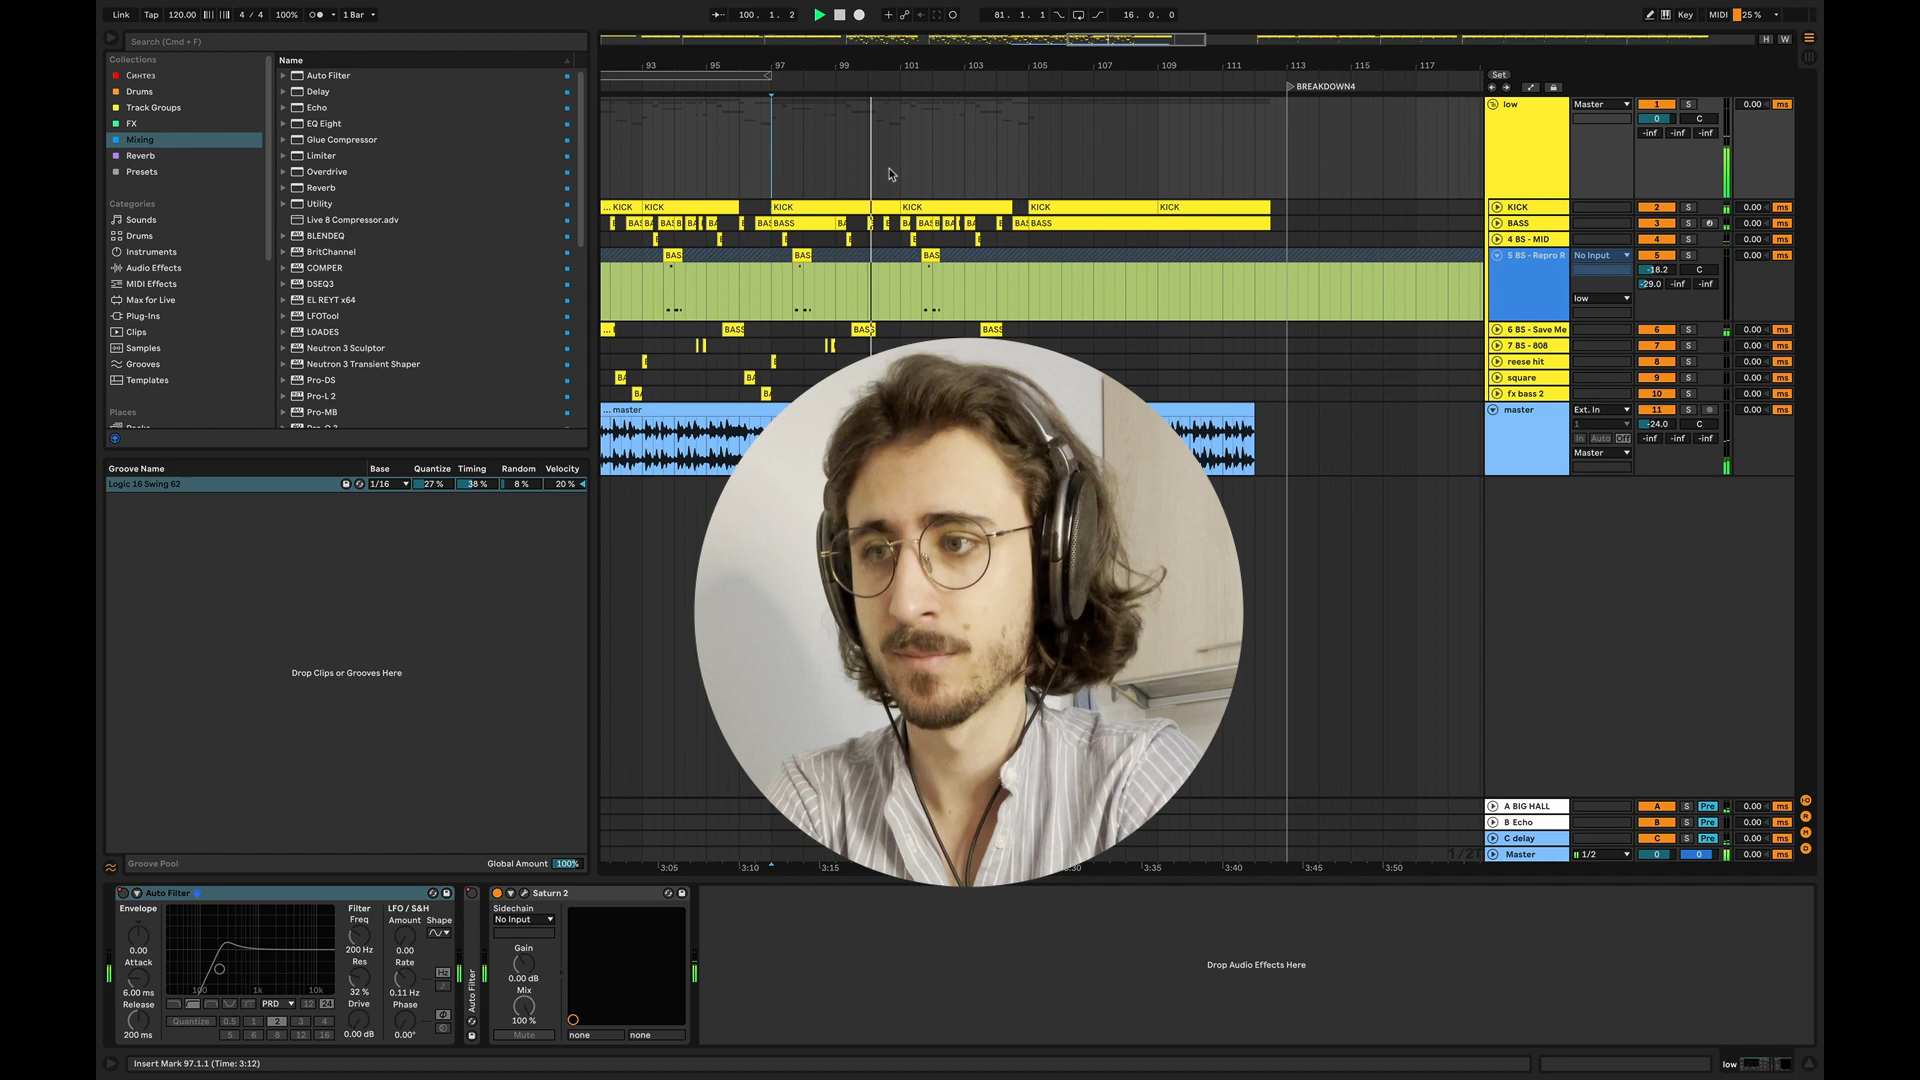 Link Tap 120.00 4 / 4 100% 1 Bar 100. 1. 2 81. 1. 1 16. 0. 0 Key MIDI 25 %
Search (Cmd + F)
H W
Collections
Синтез
Drums
Track Groups
FX
Mixing
Reverb
Presets
Categories
Sounds
Drums
Instruments
Audio Effects
MIDI Effects
Max for Live
Plug-Ins
Clips
Samples
Grooves
Templates
Places
Name
Auto Filter
Delay
Echo
EQ Eight
Glue Compressor
Limiter
Overdrive
Reverb
Utility
Live 8 Compressor.adv
BLENDEQ
BritChannel
COMPER
DSEQ3
EL REYT x64
LFOTool
LOADES
Neutron 3 Sculptor
Neutron 3 Transient Shaper
Pro-DS
Pro-L 2
Pro-MB
93 95 97 99 101 103 105 107 109 111 113 115 117
Set
BREAKDOWN4
low Master 1 S 0.00 ms
0 C
-inf -inf -inf
... KICK KICK KICK KICK KICK KICK
KICK 2 S 0.00 ms
BASS BASS
BASS 3 S 0.00 ms
4 BS - MID 4 S 0.00 ms
BAS BAS BAS
5 BS - Repro R No Input 5 S 0.00 ms
-18.2 C
-29.0 -inf -inf
low
BASS BASS BASS
6 BS - Save Me 6 S 0.00 ms
7 BS - 808 7 S 0.00 ms
reese hit 8 S 0.00 ms
square 9 S 0.00 ms
fx bass 2 10 S 0.00 ms
... master
master Ext. In 11 S 0.00 ms
1 -24.0 C
In Auto Off -inf -inf -inf
Master
Groove Name Base Quantize Timing Random Velocity
Logic 16 Swing 62 1/16 27 % 38 % 8 % 20 %
Drop Clips or Grooves Here
Groove Pool Global Amount 100%
A BIG HALL A S Pre 0.00 ms
B Echo B S Pre 0.00 ms
C delay C S Pre 0.00 ms
1/2T
Master 1/2 0 0 0.00 ms
3:05 3:10 3:15 3:35 3:40 3:45 3:50
Auto Filter
Envelope
0.00
Attack
6.00 ms
Release
200 ms
100 1k 10k
PRD 12 24
Quantize 0.5 1 2 3 4
5 6 8 12 16
Filter
Freq
200 Hz
Res
32 %
Drive
0.00 dB
LFO / S&H
Amount Shape
0.00
Rate
Hz
0.11 Hz
Phase
0.00°
Auto Filter
Saturn 2
Sidechain
No Input
Gain
0.00 dB
Mix
100 %
Mute
none none
Drop Audio Effects Here
Insert Mark 97.1.1 (Time: 3:12)
low